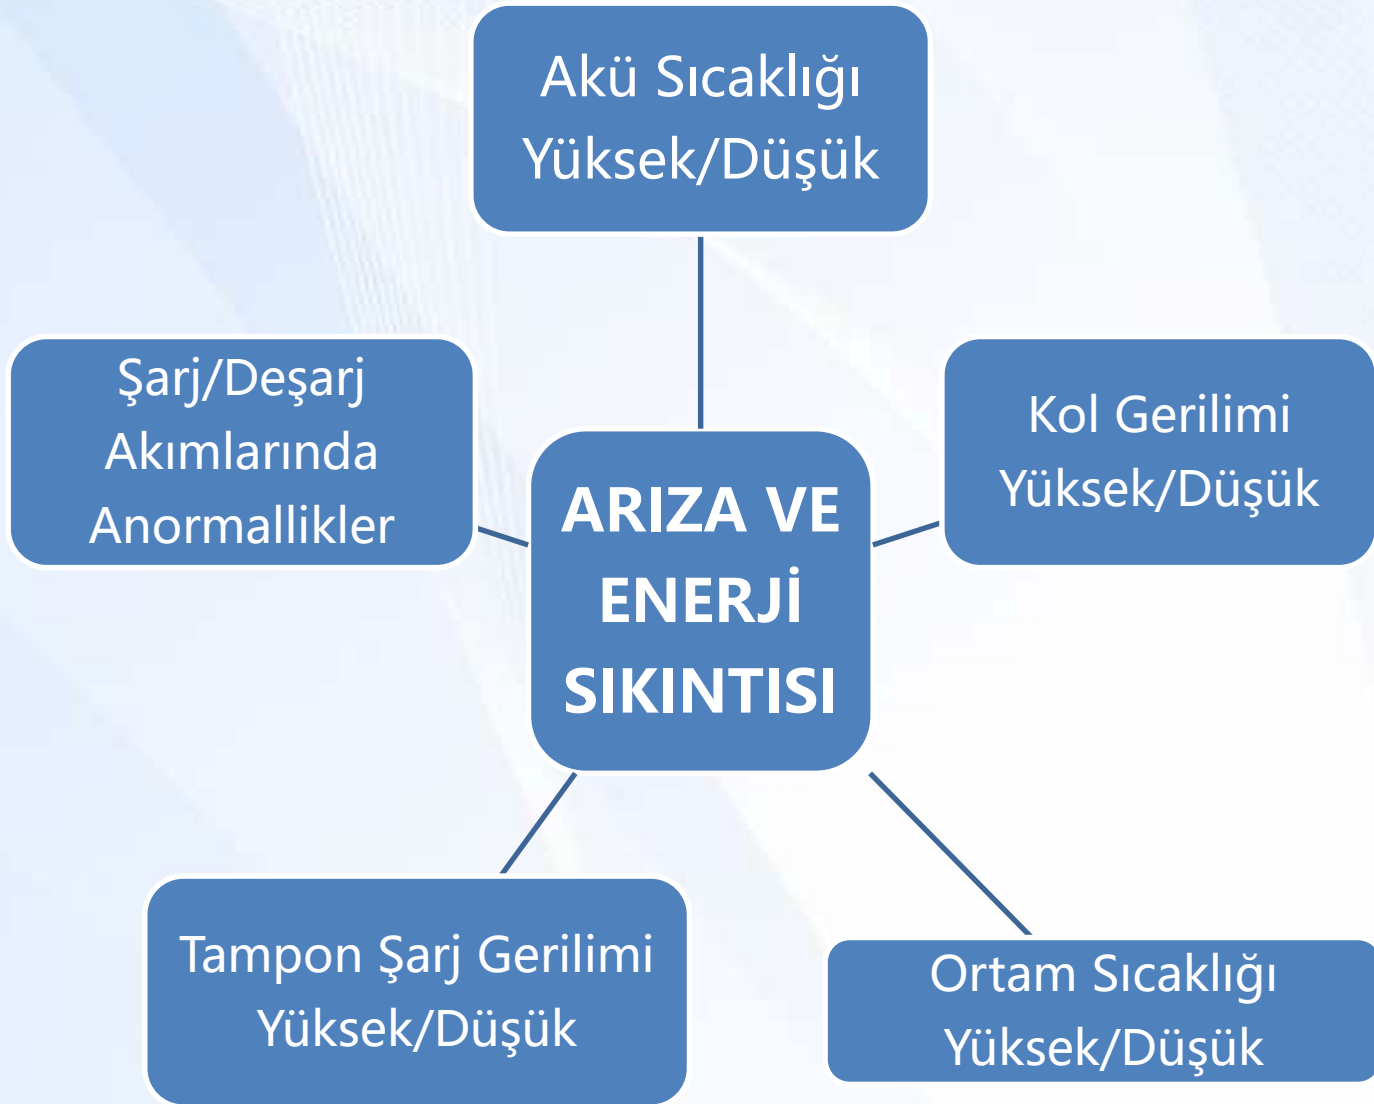 Akü Sıcaklığı
Yüksek/Düşük
Şarj/Deşarj
Akımlarında
Anormallikler
Kol Gerilimi
Yüksek/Düşük
ARIZA VE
ENERJİ
SIKINTISI
Tampon Şarj Gerilimi
Yüksek/Düşük
Ortam Sıcaklığı
Yüksek/Düşük